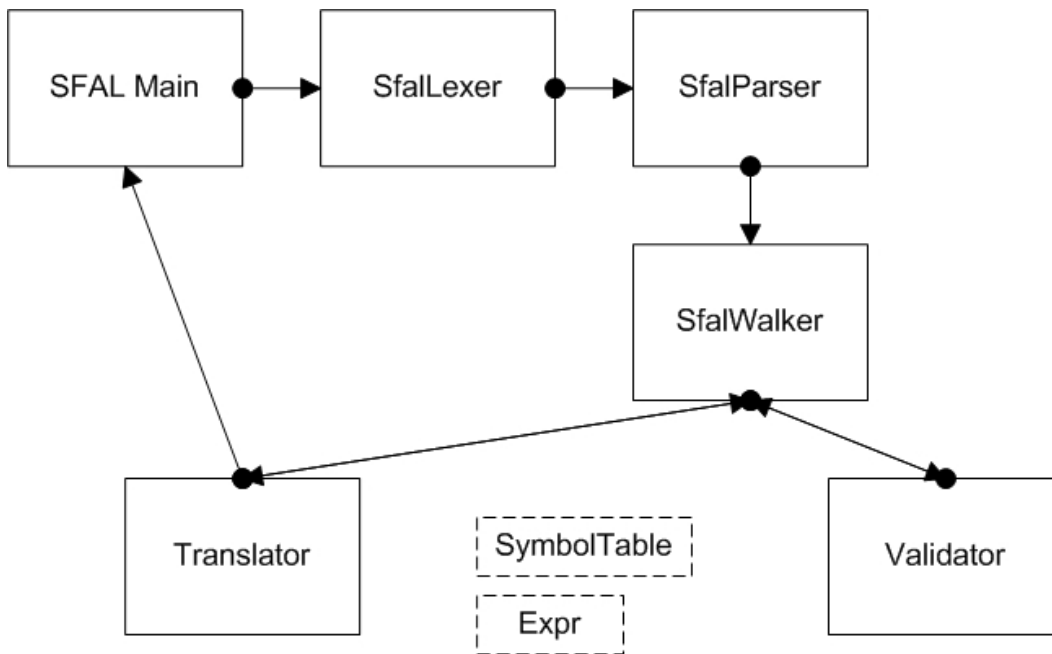 SFAL Main
SfalLexer
SfalParser
SfalWalker
Translator
SymbolTable
Validator
Expr